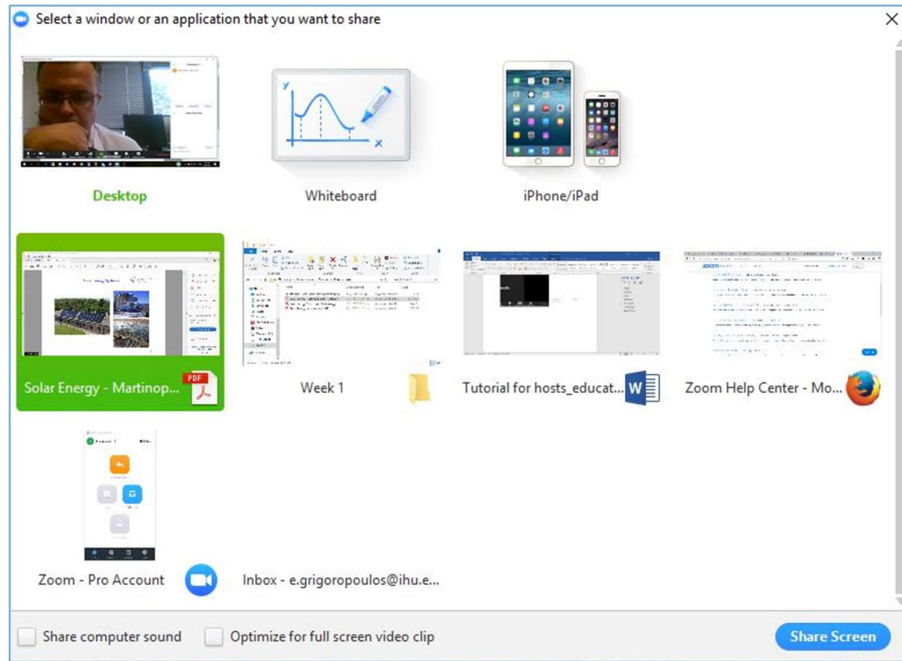 Select a window or an application that you want to share
Desktop
Whiteboard
iPhone/iPad
Solar Energy - Martinop...
PDF
Week 1
Tutorial for hosts_educat...
W
Zoom Help Center - Mo...
Zoom - Pro Account
Inbox - e.grigoropoulos@ihu.e...
Share computer sound
Optimize for full screen video clip
Share Screen